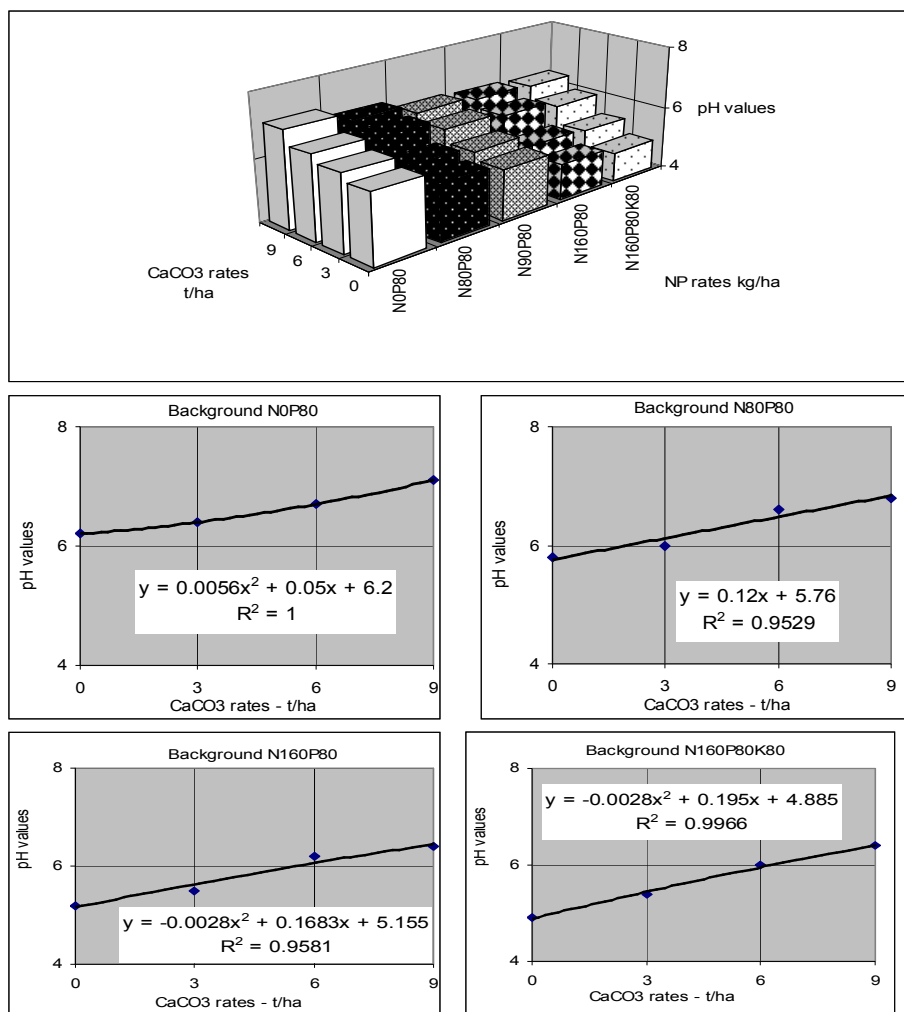 8
6
4
pH values
9
6
3
0
CaCO3 rates
t/ha
N0P80
N80P80
N90P80
N160P80
N160P80K80
NP rates kg/ha
Background N0P80
8
6
4
pH values
y = 0.0056x² + 0.05x + 6.2
R² = 1
0 3 6 9
CaCO3 rates - t/ha
Background N80P80
8
6
4
pH values
y = 0.12x + 5.76
R² = 0.9529
0 3 6 9
CaCO3 rates - t/ha
Background N160P80
8
6
4
pH values
y = -0.0028x² + 0.1683x + 5.155
R² = 0.9581
0 3 6 9
CaCO3 rates - t/ha
Background N160P80K80
8
6
4
pH values
y = -0.0028x² + 0.195x + 4.885
R² = 0.9966
0 3 6 9
CaCO3 rates - t/ha